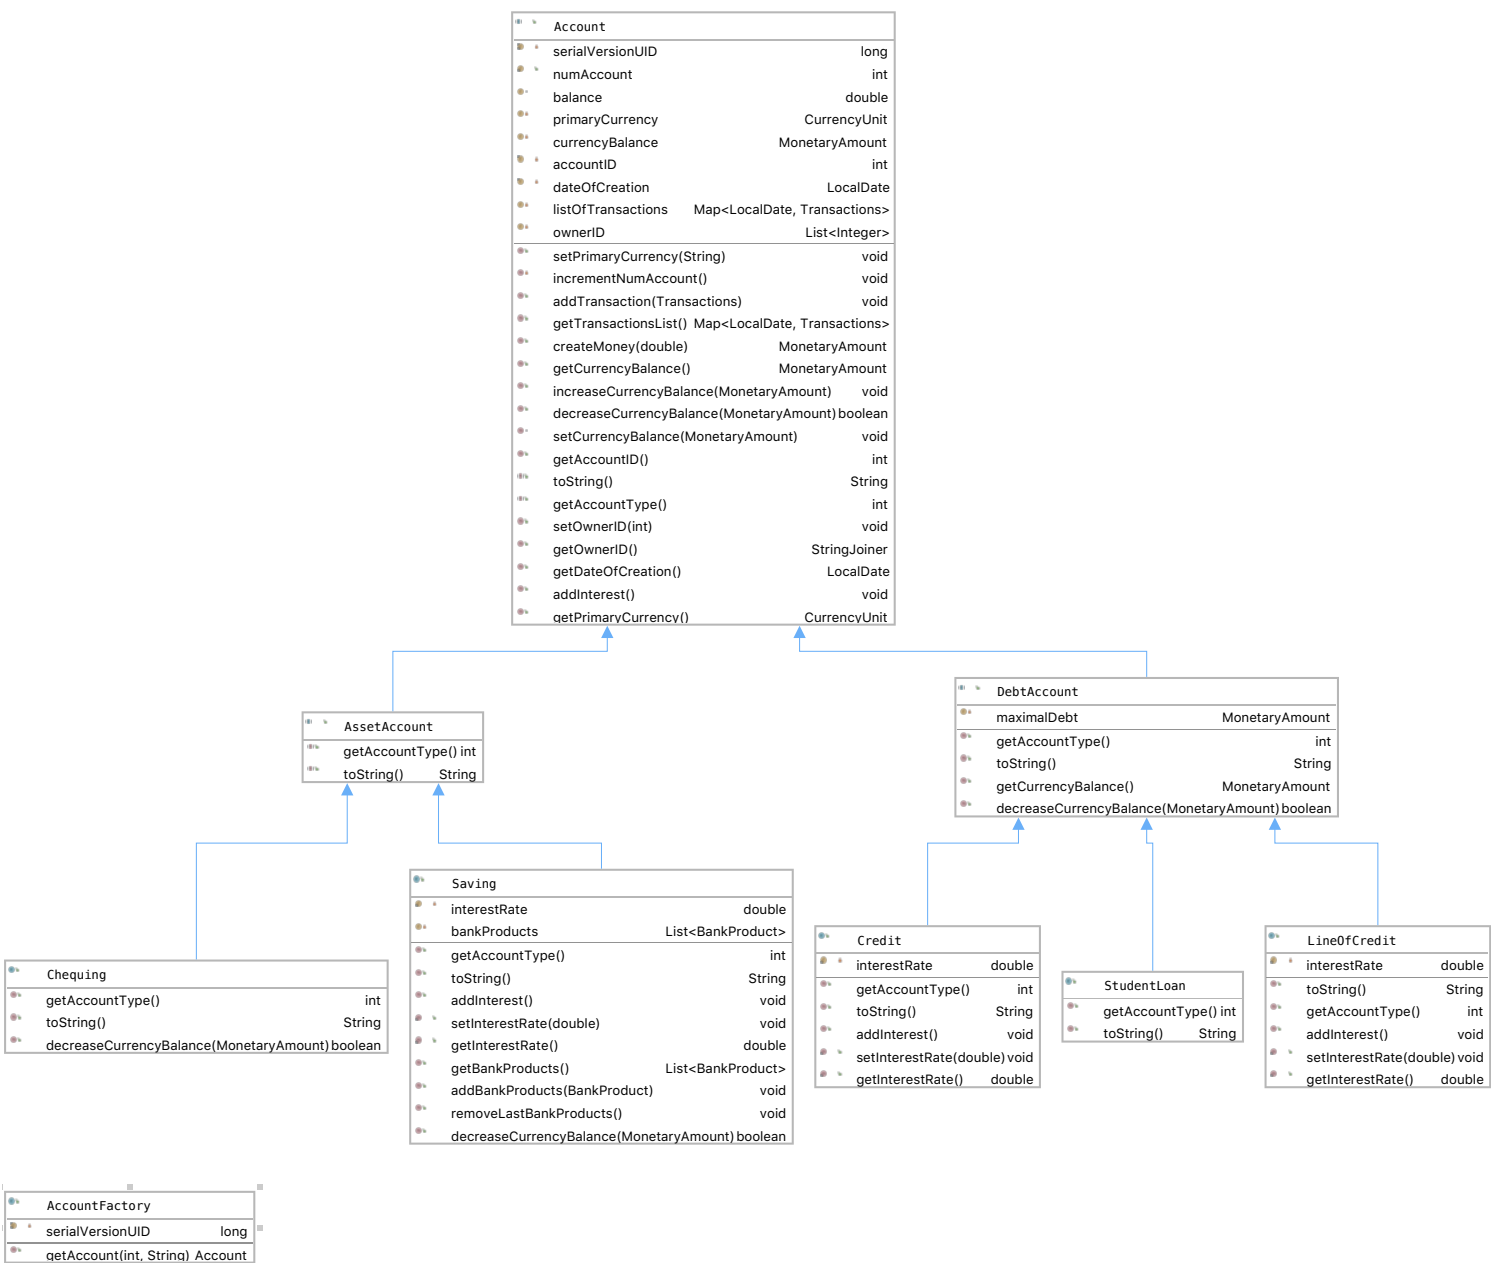 Account
serialVersionUID long
numAccount int
balance double
primaryCurrency CurrencyUnit
currencyBalance MonetaryAmount
accountID int
dateOfCreation LocalDate
listOfTransactions Map<LocalDate, Transactions>
ownerID List<Integer>
setPrimaryCurrency(String) void
incrementNumAccount() void
addTransaction(Transactions) void
getTransactionsList() Map<LocalDate, Transactions>
createMoney(double) MonetaryAmount
getCurrencyBalance() MonetaryAmount
increaseCurrencyBalance(MonetaryAmount) void
decreaseCurrencyBalance(MonetaryAmount) boolean
setCurrencyBalance(MonetaryAmount) void
getAccountID() int
toString() String
getAccountType() int
setOwnerID(int) void
getOwnerID() StringJoiner
getDateOfCreation() LocalDate
addInterest() void
getPrimaryCurrency() CurrencyUnit
AssetAccount
getAccountType() int
toString() String
DebtAccount
maximalDebt MonetaryAmount
getAccountType() int
toString() String
getCurrencyBalance() MonetaryAmount
decreaseCurrencyBalance(MonetaryAmount) boolean
Chequing
getAccountType() int
toString() String
decreaseCurrencyBalance(MonetaryAmount) boolean
Saving
interestRate double
bankProducts List<BankProduct>
getAccountType() int
toString() String
addInterest() void
setInterestRate(double) void
getInterestRate() double
getBankProducts() List<BankProduct>
addBankProducts(BankProduct) void
removeLastBankProducts() void
decreaseCurrencyBalance(MonetaryAmount) boolean
Credit
interestRate double
getAccountType() int
toString() String
addInterest() void
setInterestRate(double) void
getInterestRate() double
StudentLoan
getAccountType() int
toString() String
LineOfCredit
interestRate double
toString() String
getAccountType() int
addInterest() void
setInterestRate(double) void
getInterestRate() double
AccountFactory
serialVersionUID long
getAccount(int, String) Account